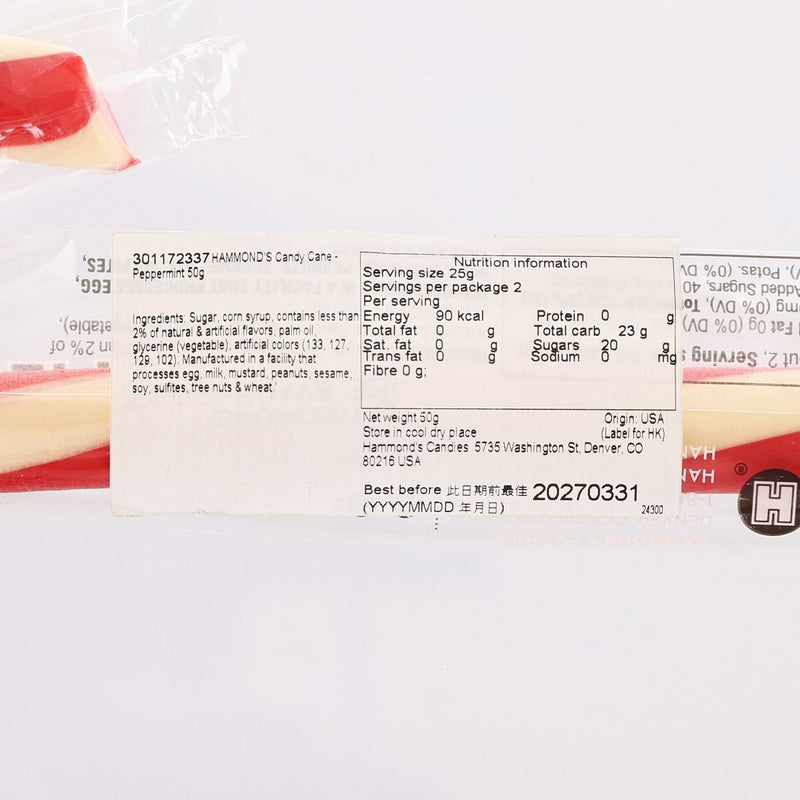 301172337 HAMMOND'S Candy Cane -
Peppermint 50g
Ingredients: Sugar, corn syrup, contains less than
2% of natural & artificial flavors, palm oil,
glycerine (vegetable), artificial colors (133, 127,
129, 102). Manufactured in a facility that
processes egg, milk, mustard, peanuts, sesame,
soy, sulfites, tree nuts & wheat.
Nutrition information
Serving size 25g
Servings per package 2
Per serving
Energy 90 kcal Protein 0 g
Total fat 0 g Total carb 23 g
Sat. fat 0 g Sugars 20 g
Trans fat 0 g Sodium 0 mg
Fibre 0 g;
Net weight 50g Origin: USA
Store in cool dry place (Label for HK)
Hammond's Candies 5735 Washington St, Denver, CO
80216 USA
Best before 此日期前最佳 20270331
(YYYYMMDD 年月日) 24300
H ®